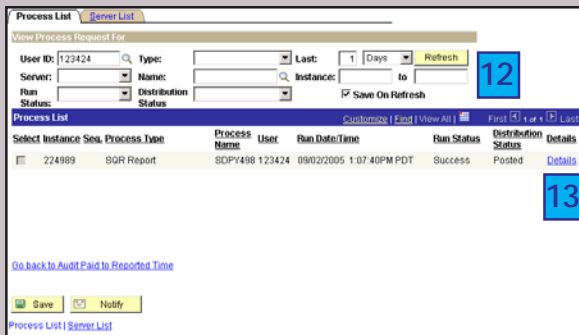 Process List Server List
View Process Request For
User ID: 123424 Type: Last: 1 Days Refresh
Server: Name: Instance: to
Run Status: Distribution Status Save On Refresh
12
Process List Customize | Find | View All | First 1 of 1 Last
Select Instance Seq. Process Type Process Name User Run Date/Time Run Status Distribution Status Details
224989 SQR Report SDPY498 123424 09/02/2005 1:07:40PM PDT Success Posted Details
13
Go back to Audit Paid to Reported Time
Save Notify
Process List | Server List